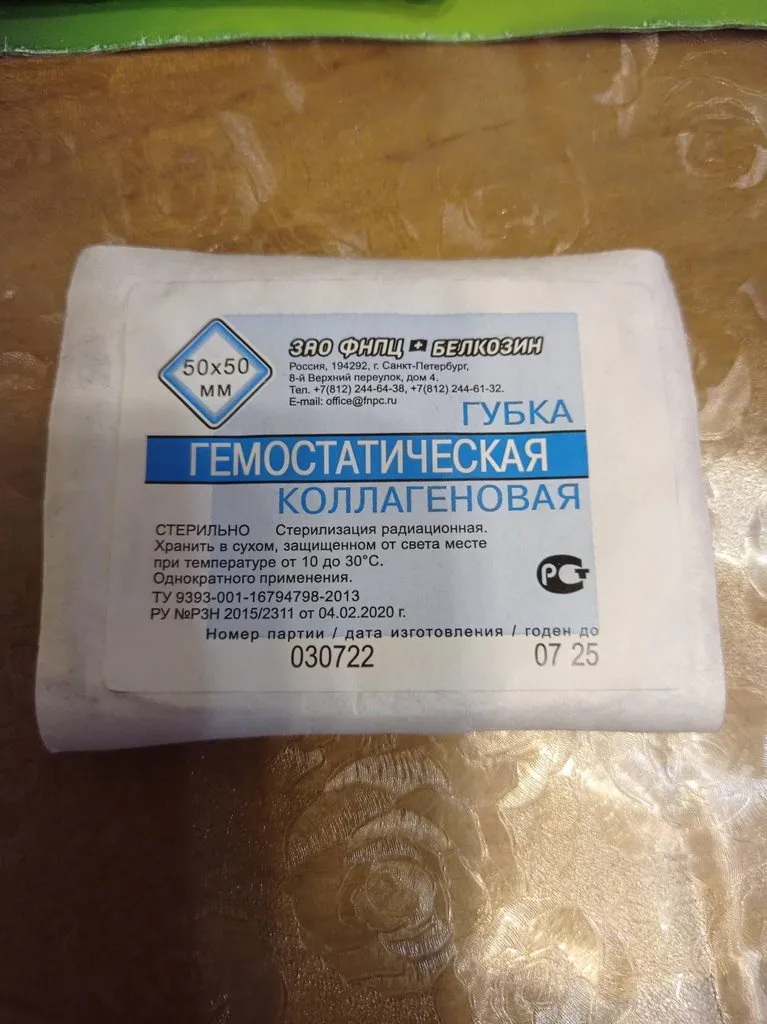 50х50
мм
ЗАО ФНПЦ БЕЛКОЗИН
Россия, 194292, г. Санкт-Петербург,
8-й Верхний переулок, дом 4.
Тел. +7(812) 244-64-38, +7(812) 244-61-32.
E-mail: office@fnpc.ru
ГУБКА
ГЕМОСТАТИЧЕСКАЯ
КОЛЛАГЕНОВАЯ
СТЕРИЛЬНО Стерилизация радиационная.
Хранить в сухом, защищенном от света месте
при температуре от 10 до 30°С.
Однократного применения.
ТУ 9393-001-16794798-2013
РУ №РЗН 2015/2311 от 04.02.2020 г.
РСТ
Номер партии / дата изготовления / годен до
030722 07 25